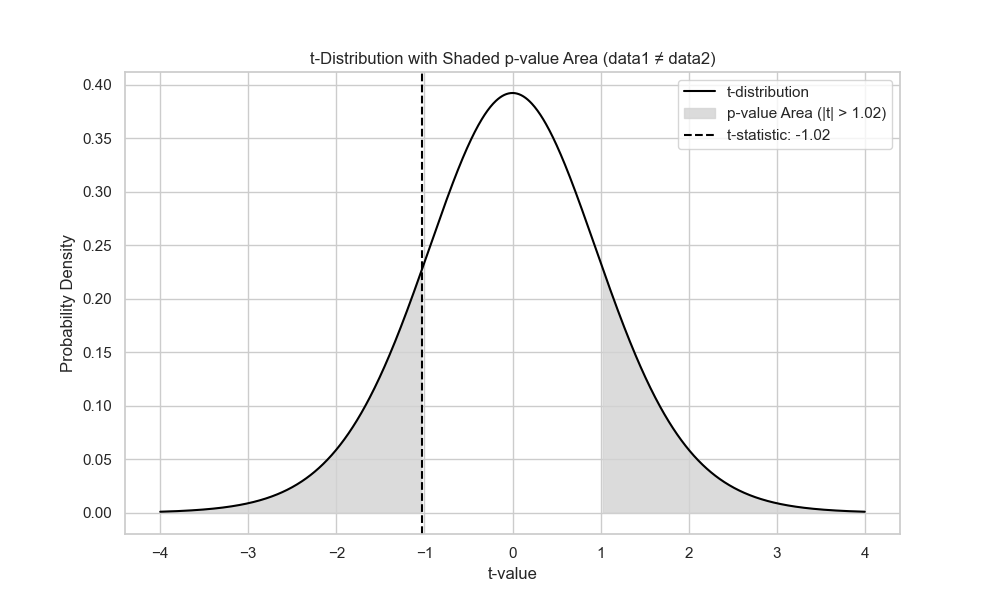 t-Distribution with Shaded p-value Area (data1 ≠ data2)
t-distribution
p-value Area (|t| > 1.02)
t-statistic: -1.02
Probability Density
0.40
0.35
0.30
0.25
0.20
0.15
0.10
0.05
0.00
−4 −3 −2 −1 0 1 2 3 4
t-value